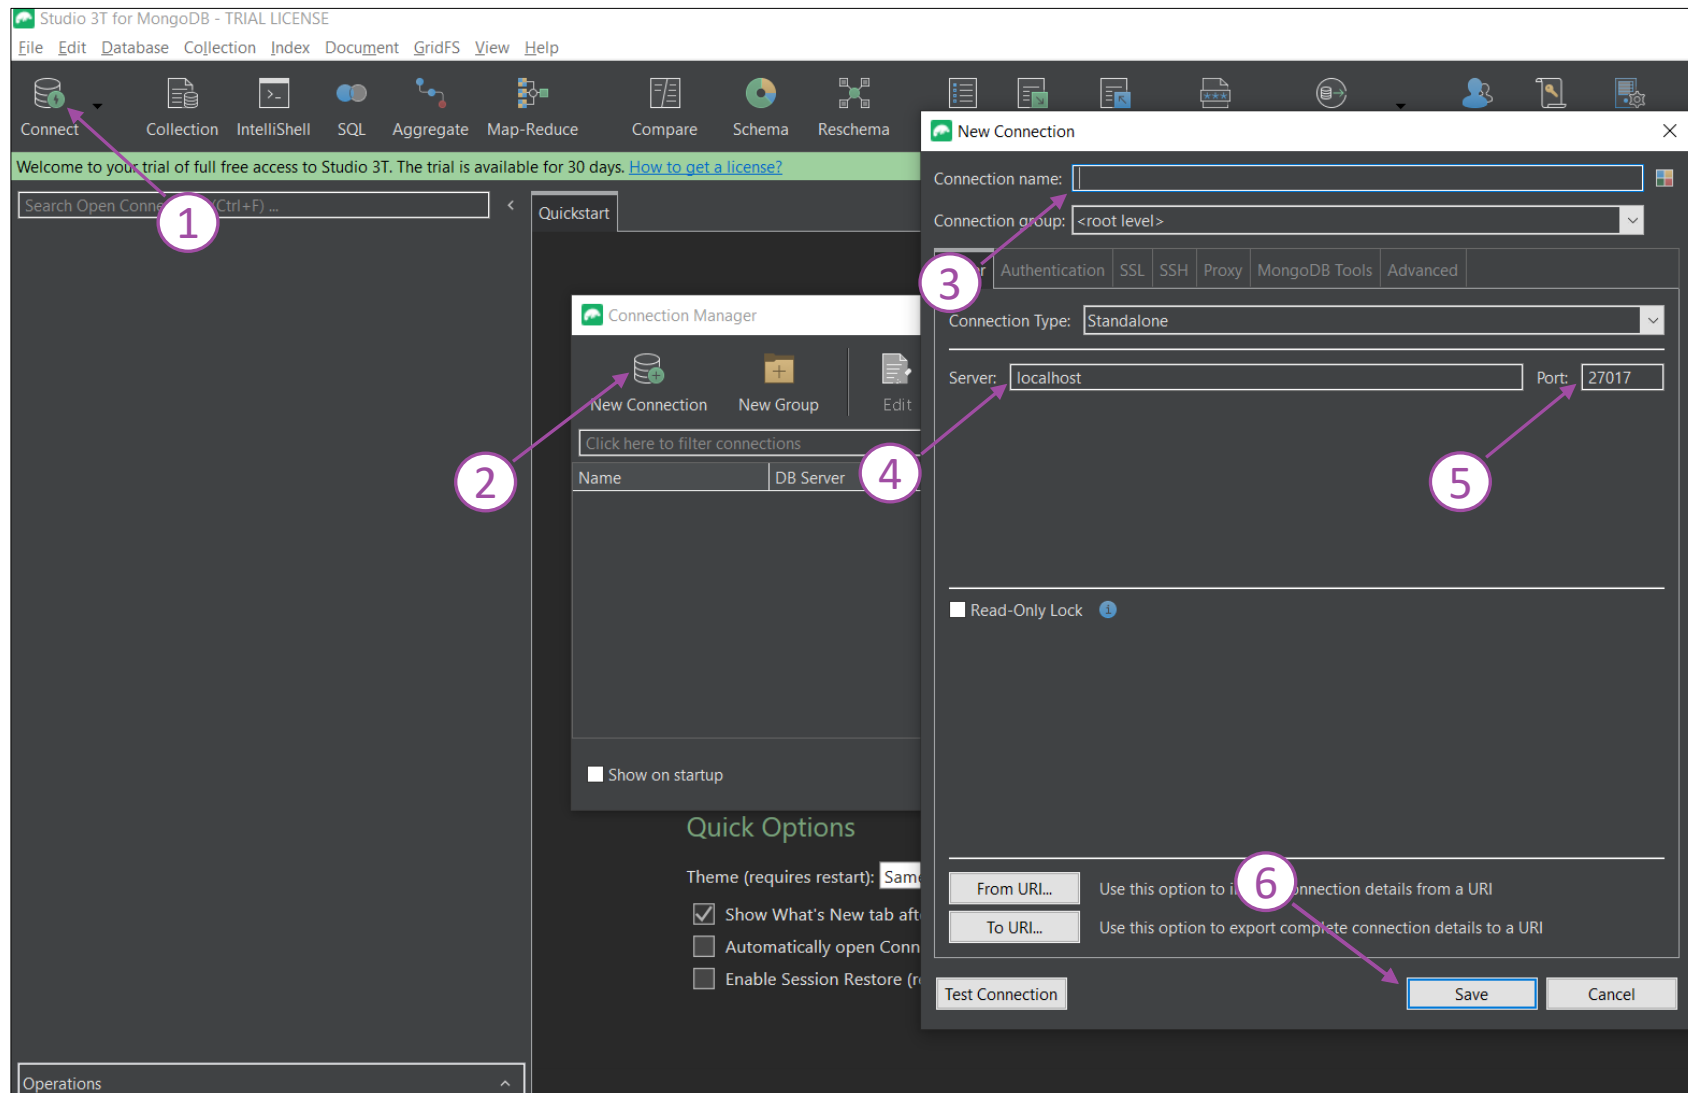 Studio 3T for MongoDB - TRIAL LICENSE
File Edit Database Collection Index Document GridFS View Help
Connect Collection IntelliShell SQL Aggregate Map-Reduce Compare Schema Reschema
Welcome to your trial of full free access to Studio 3T. The trial is available for 30 days. How to get a license?
Search Open Conne (Ctrl+F) ...
1
Quickstart
Connection Manager
New Connection New Group Edit
Click here to filter connections
Name DB Server
2
Show on startup
Quick Options
Theme (requires restart): Same
Show What's New tab aft
Automatically open Conn
Enable Session Restore (r
Operations
New Connection
Connection name:
Connection group: <root level>
3
Authentication SSL SSH Proxy MongoDB Tools Advanced
Connection Type: Standalone
Server: localhost Port: 27017
4
5
Read-Only Lock
From URI... Use this option to connection details from a URI
6
To URI... Use this option to export complete connection details to a URI
Test Connection Save Cancel